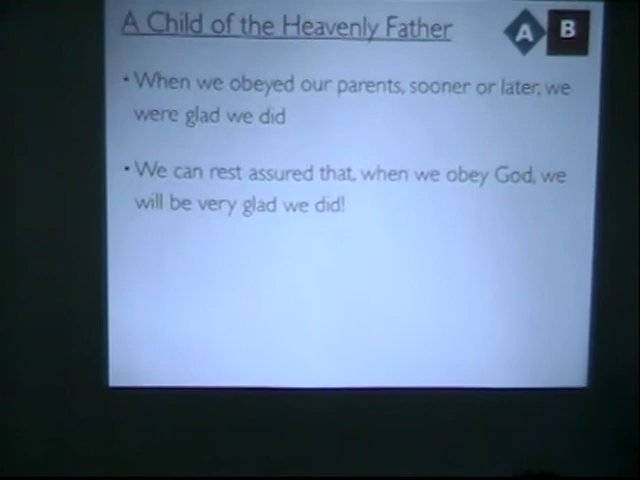 A Child of the Heavenly Father
A B
• When we obeyed our parents, sooner or later, we
were glad we did
• We can rest assured that, when we obey God, we
will be very glad we did!